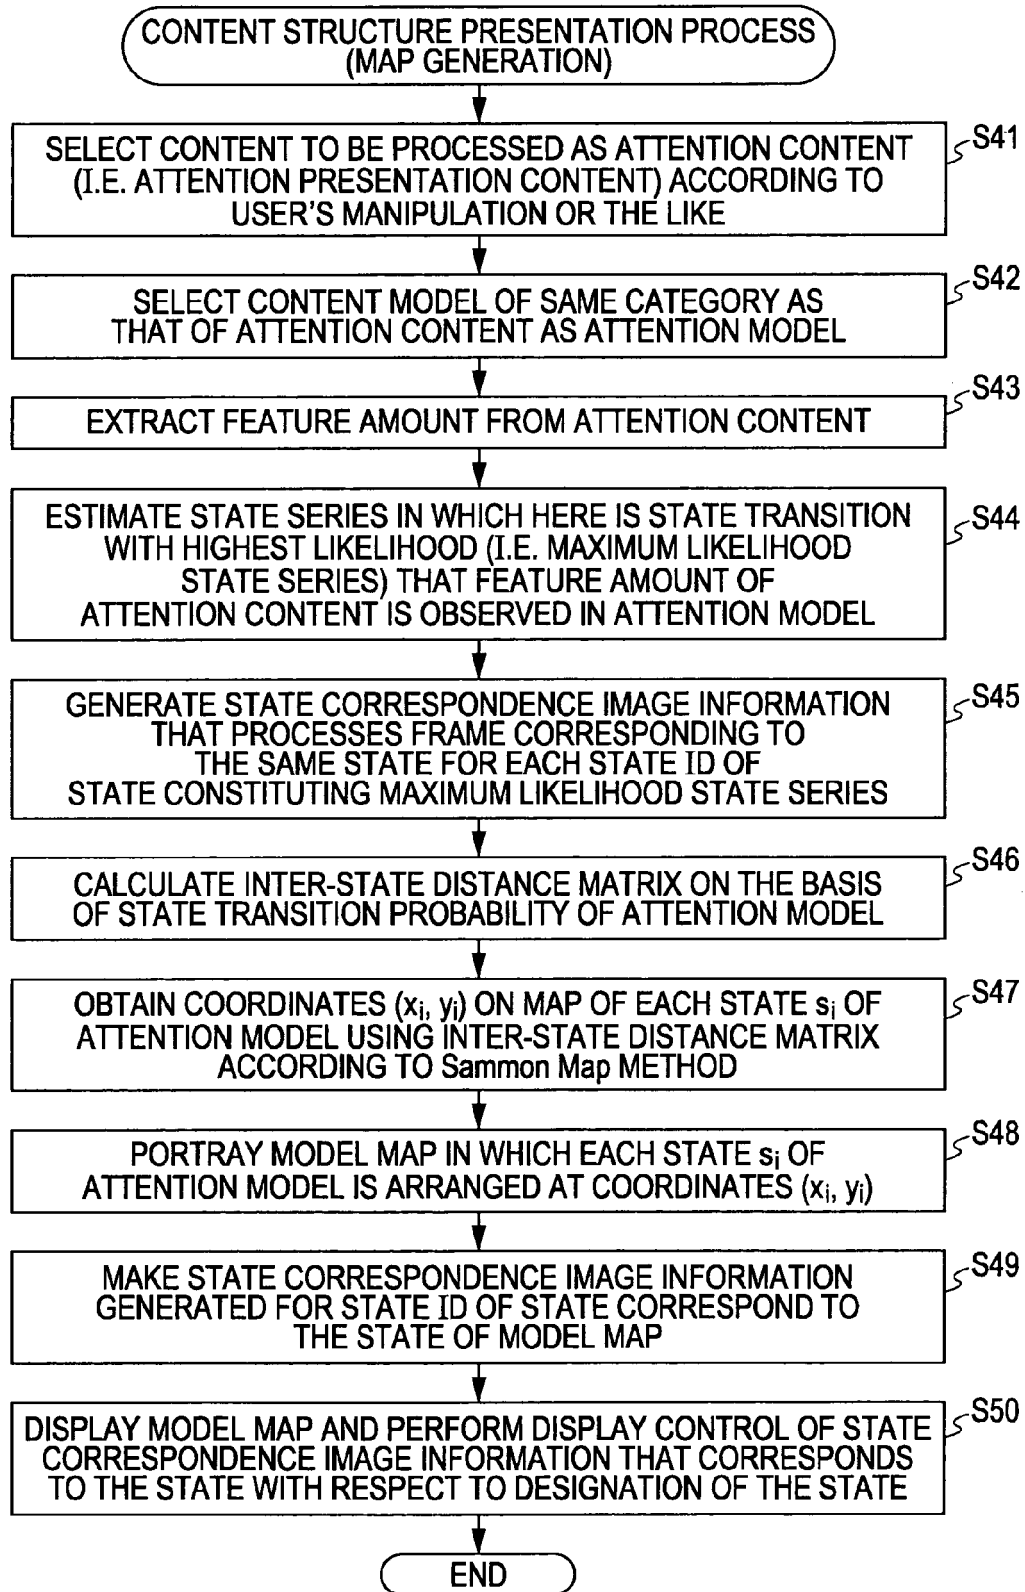 CONTENT STRUCTURE PRESENTATION PROCESS
(MAP GENERATION)
S41
SELECT CONTENT TO BE PROCESSED AS ATTENTION CONTENT
(I.E. ATTENTION PRESENTATION CONTENT) ACCORDING TO
USER'S MANIPULATION OR THE LIKE
S42
SELECT CONTENT MODEL OF SAME CATEGORY AS
THAT OF ATTENTION CONTENT AS ATTENTION MODEL
S43
EXTRACT FEATURE AMOUNT FROM ATTENTION CONTENT
S44
ESTIMATE STATE SERIES IN WHICH HERE IS STATE TRANSITION
WITH HIGHEST LIKELIHOOD (I.E. MAXIMUM LIKELIHOOD
STATE SERIES) THAT FEATURE AMOUNT OF
ATTENTION CONTENT IS OBSERVED IN ATTENTION MODEL
S45
GENERATE STATE CORRESPONDENCE IMAGE INFORMATION
THAT PROCESSES FRAME CORRESPONDING TO
THE SAME STATE FOR EACH STATE ID OF
STATE CONSTITUTING MAXIMUM LIKELIHOOD STATE SERIES
S46
CALCULATE INTER-STATE DISTANCE MATRIX ON THE BASIS
OF STATE TRANSITION PROBABILITY OF ATTENTION MODEL
S47
OBTAIN COORDINATES (xi, yi) ON MAP OF EACH STATE si OF
ATTENTION MODEL USING INTER-STATE DISTANCE MATRIX
ACCORDING TO Sammon Map METHOD
S48
PORTRAY MODEL MAP IN WHICH EACH STATE si OF
ATTENTION MODEL IS ARRANGED AT COORDINATES (xi, yi)
S49
MAKE STATE CORRESPONDENCE IMAGE INFORMATION
GENERATED FOR STATE ID OF STATE CORRESPOND TO
THE STATE OF MODEL MAP
S50
DISPLAY MODEL MAP AND PERFORM DISPLAY CONTROL OF STATE
CORRESPONDENCE IMAGE INFORMATION THAT CORRESPONDS
TO THE STATE WITH RESPECT TO DESIGNATION OF THE STATE
END